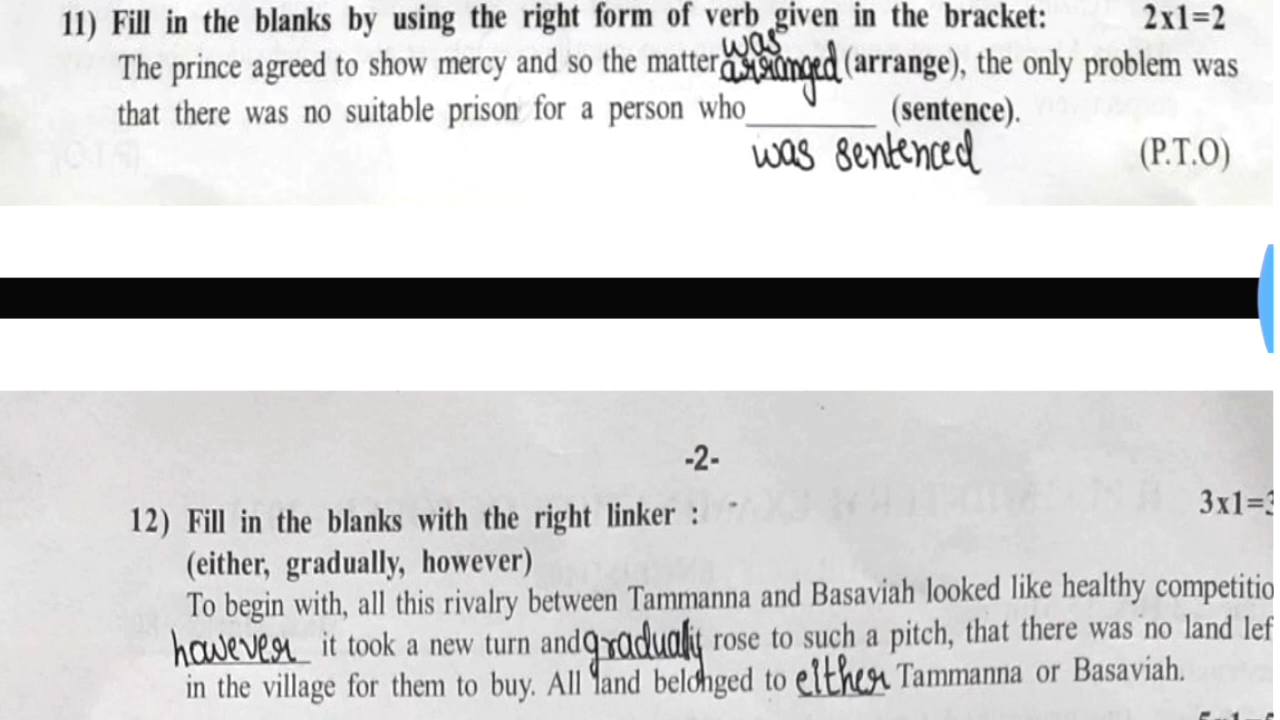 11) Fill in the blanks by using the right form of verb given in the bracket: 2x1=2
was
The prince agreed to show mercy and so the matter arranged (arrange), the only problem was
that there was no suitable prison for a person who ________ (sentence).
was sentenced (P.T.O)
-2-
12) Fill in the blanks with the right linker : 3x1=3
(either, gradually, however)
To begin with, all this rivalry between Tammanna and Basaviah looked like healthy competitio
however it took a new turn and gradually it rose to such a pitch, that there was no land lef
in the village for them to buy. All land belonged to either Tammanna or Basaviah.